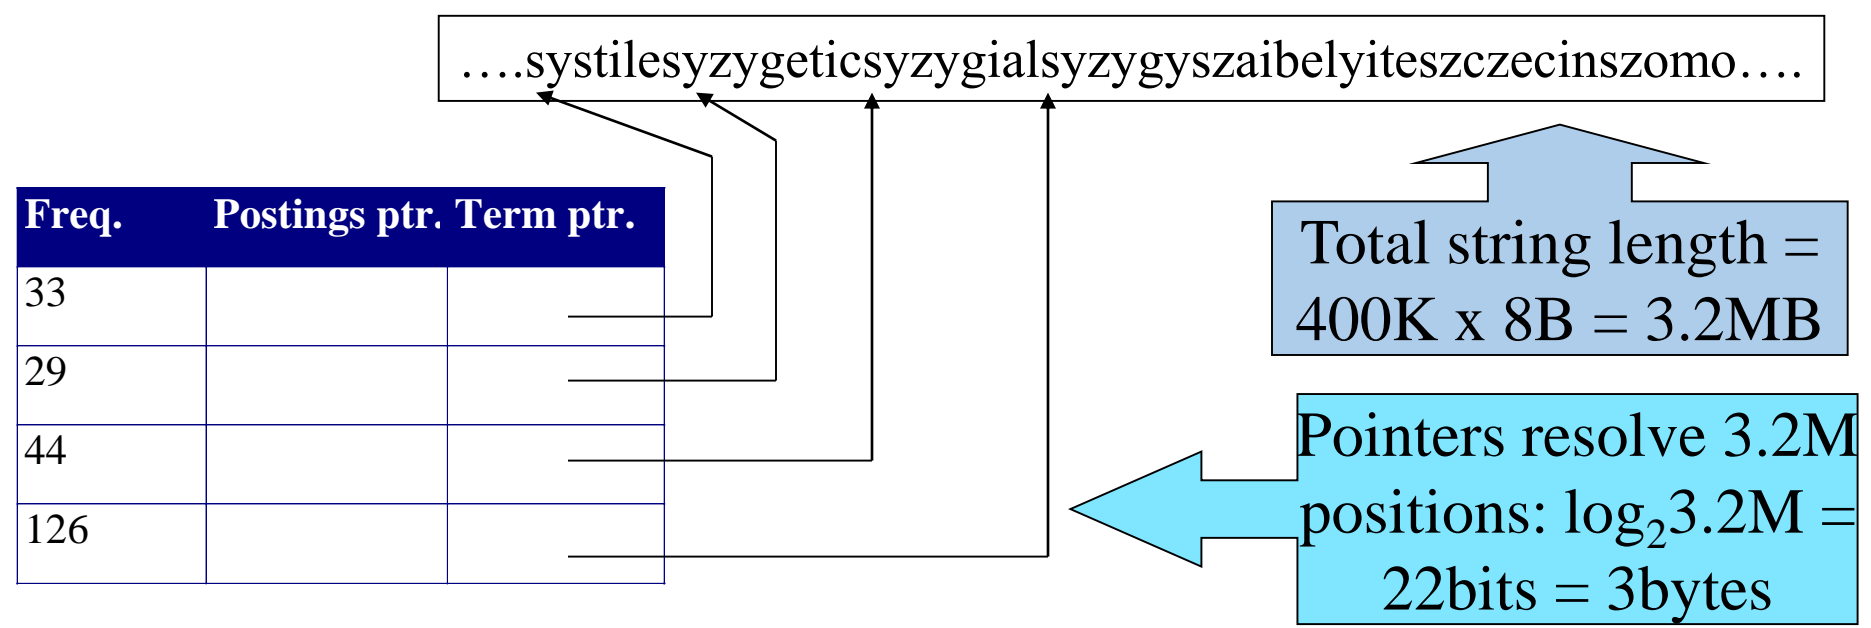 ….systilesyzygeticsyzygialsyzygyszaibelyiteszczecinszomo….
Freq. Postings ptr. Term ptr.
33
29
44
126
Total string length =
400K x 8B = 3.2MB
Pointers resolve 3.2M
positions: log₂3.2M =
22bits = 3bytes